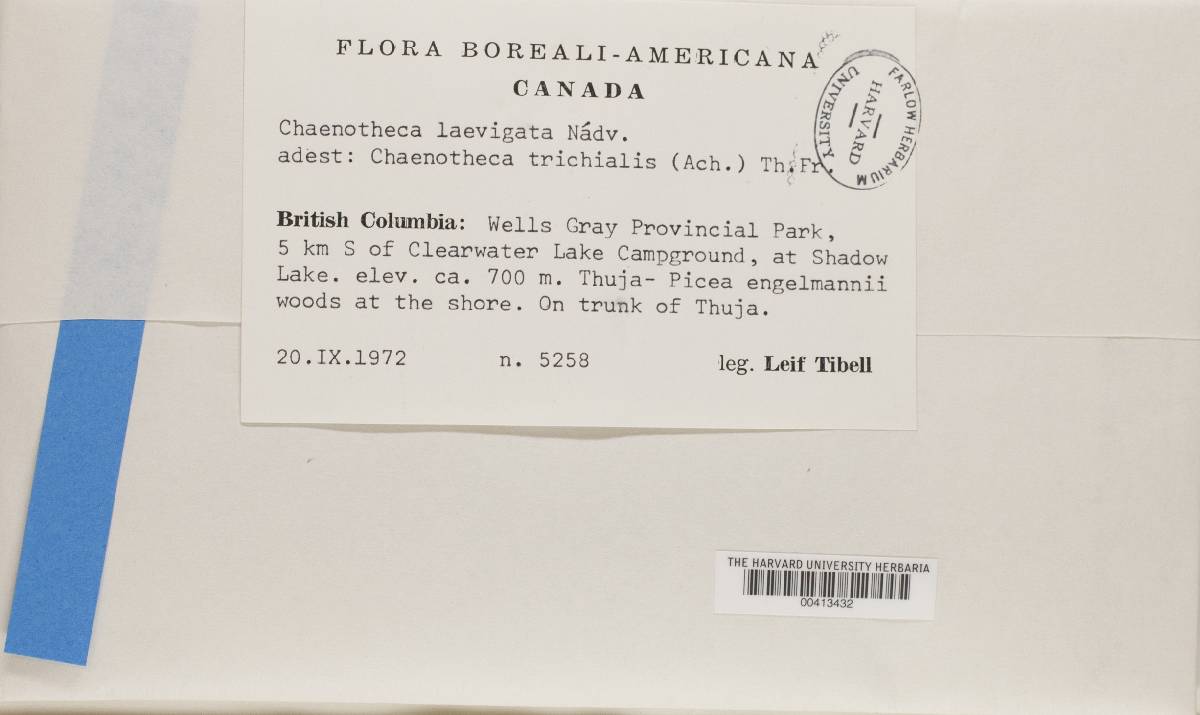 FLORA BOREALI-AMERICANA
CANADA
Chaenotheca laevigata Nádv.
adest: Chaenotheca trichialis (Ach.) Th.Fr.
British Columbia: Wells Gray Provincial Park,
5 km S of Clearwater Lake Campground, at Shadow
Lake. elev. ca. 700 m. Thuja- Picea engelmannii
woods at the shore. On trunk of Thuja.
20.IX.1972 n. 5258 leg. Leif Tibell
FARLOW HERBARIUM
HARVARD
HARVARD
UNIVERSITY
THE HARVARD UNIVERSITY HERBARIA
00413432